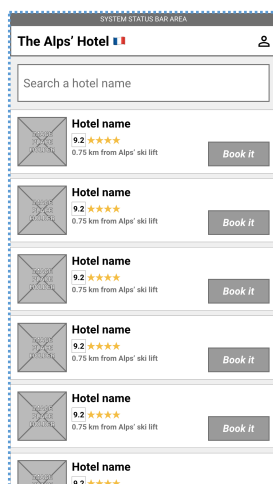 SYSTEM STATUS BAR AREA
The Alps’ Hotel 🇫🇷
Search a hotel name
Hotel name
9.2 ★★★★
0.75 km from Alps’ ski lift
Book it
Hotel name
9.2 ★★★★
0.75 km from Alps’ ski lift
Book it
Hotel name
9.2 ★★★★
0.75 km from Alps’ ski lift
Book it
Hotel name
9.2 ★★★★
0.75 km from Alps’ ski lift
Book it
Hotel name
9.2 ★★★★
0.75 km from Alps’ ski lift
Book it
Hotel name
9.2 ★★★★